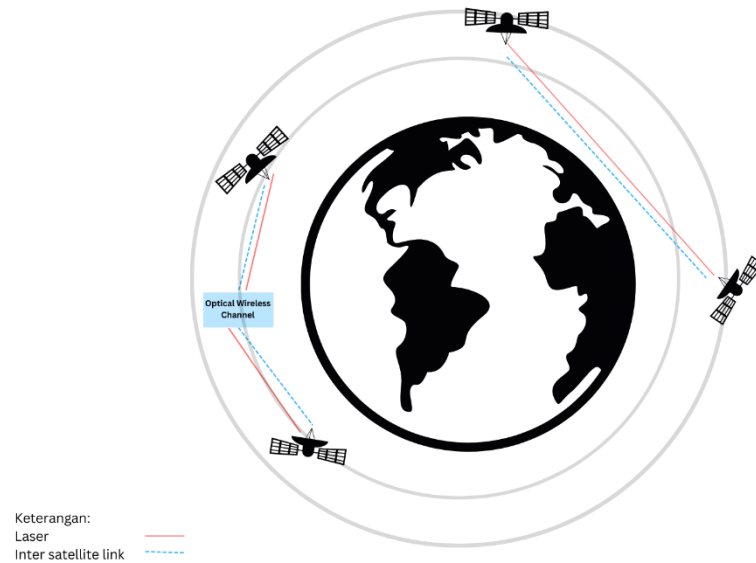 Optical Wireless
Channel
Keterangan:
Laser
Inter satellite link